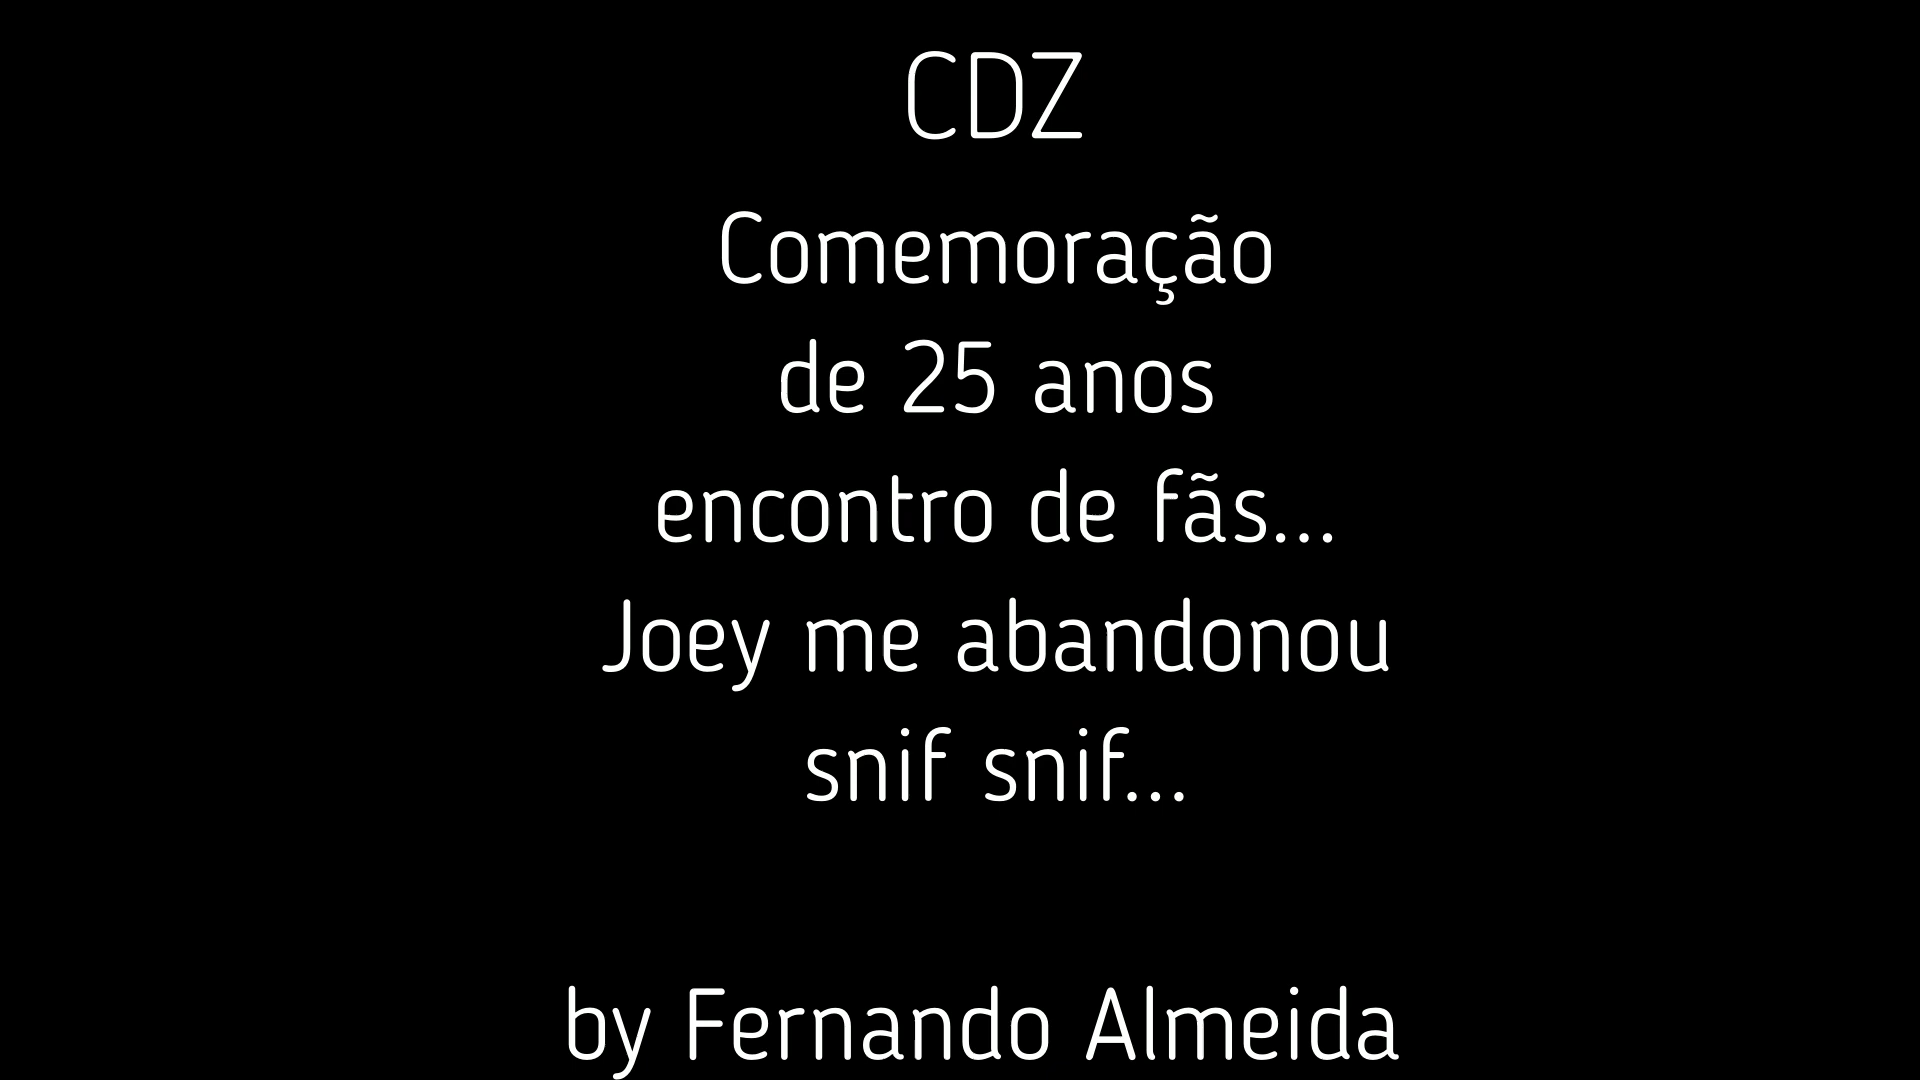 CDZ
Comemoração
de 25 anos
encontro de fãs...
Joey me abandonou
snif snif...
by Fernando Almeida